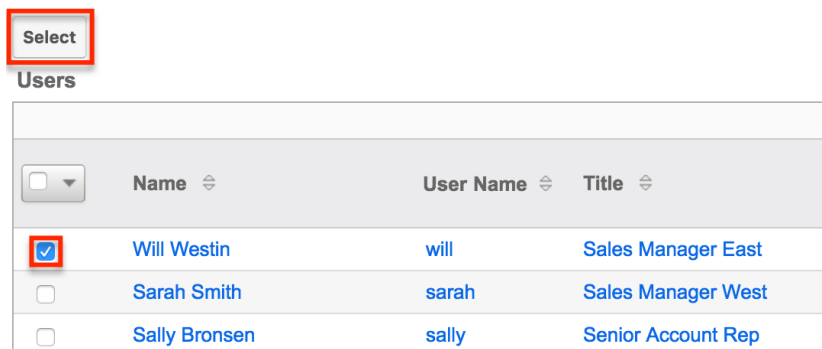 Select
Users
Name User Name Title
Will Westin will Sales Manager East
Sarah Smith sarah Sales Manager West
Sally Bronsen sally Senior Account Rep